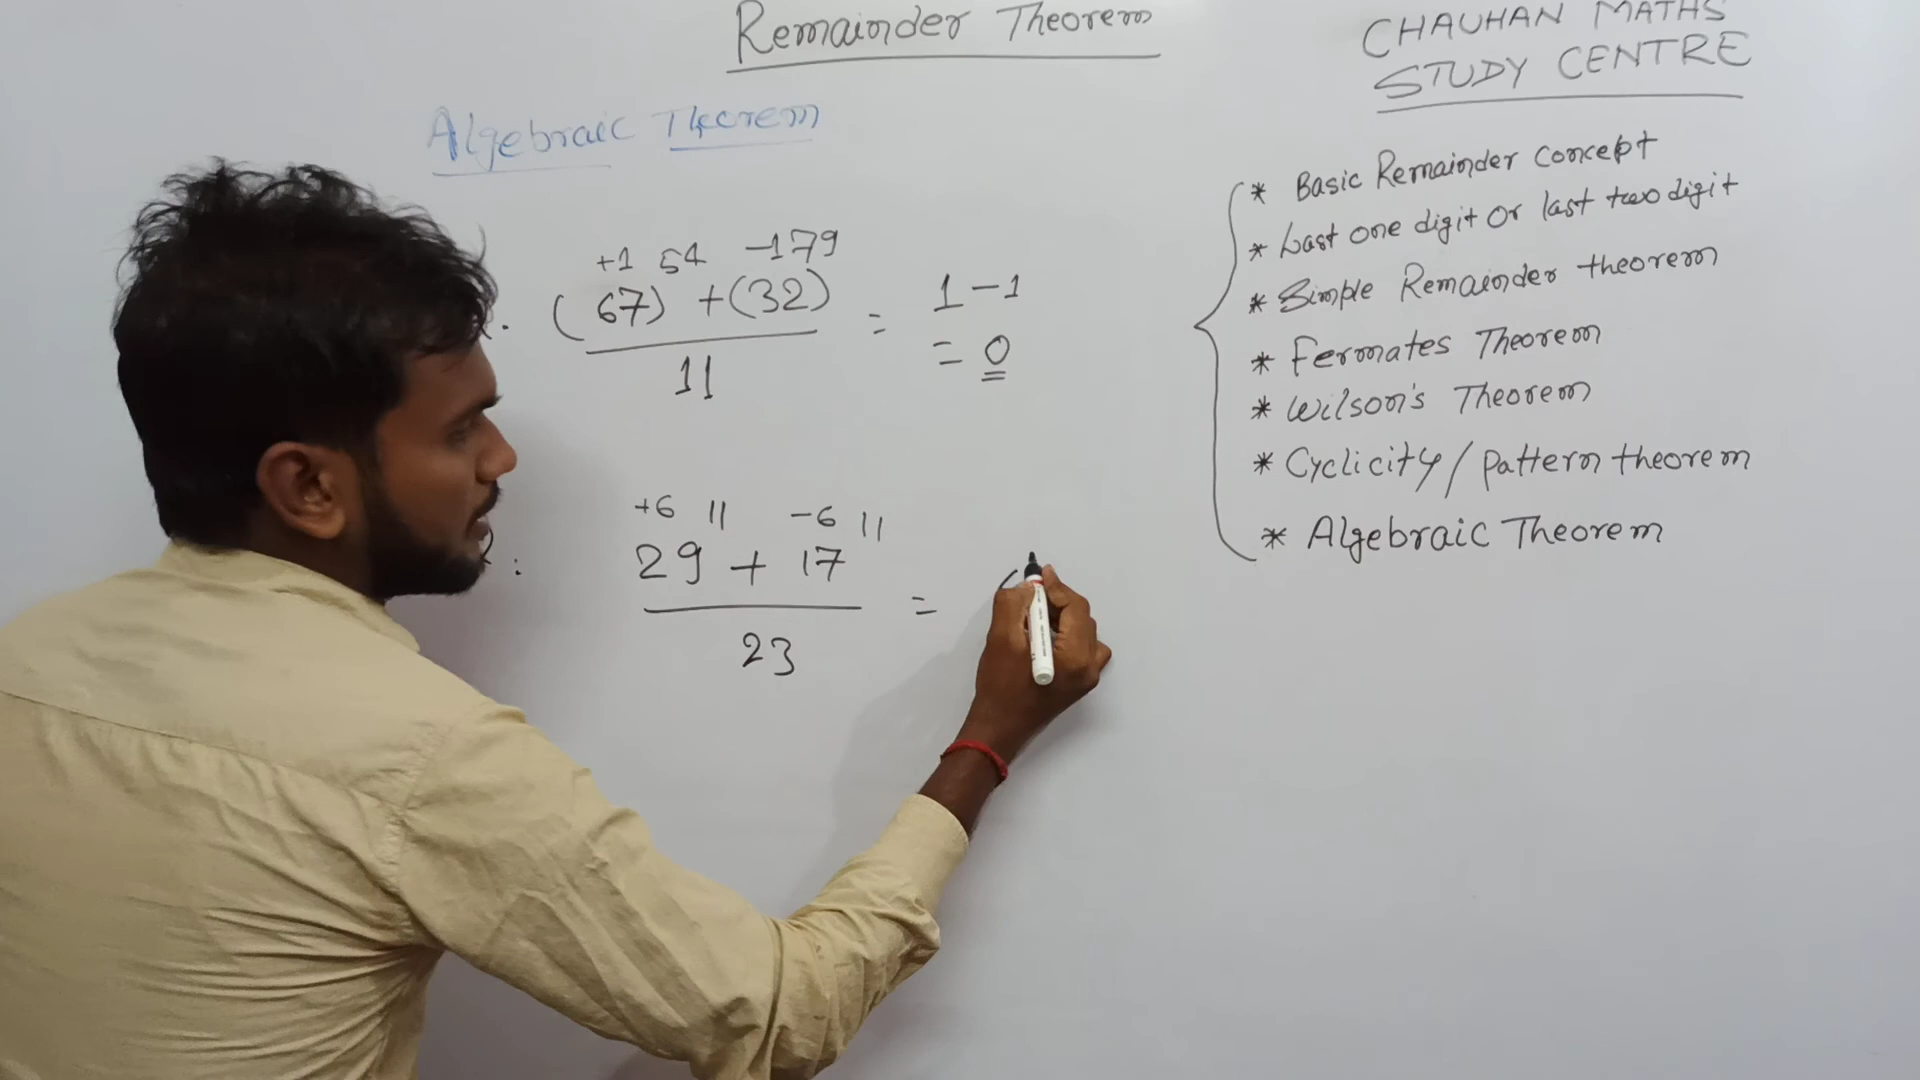 Remainder Theorem
CHAUHAN MATHS
STUDY CENTRE
Algebraic Theorem
* Basic Remainder concept
* Last one digit or last two digit
* Simple Remainder theorem
* Fermates Theorem
* Wilson's Theorem
* Cyclicity / pattern theorem
* Algebraic Theorem
+1 54 -179
(67) + (32)
11
= 1 - 1
= 0
+6 11 -6 11
29 + 17
23
= (